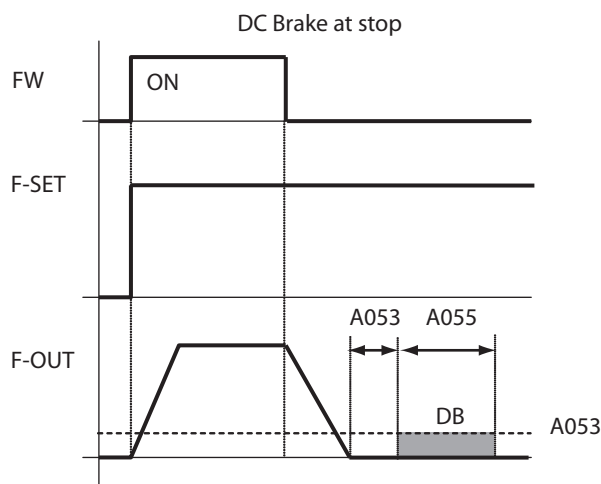 DC Brake at stop
FW
ON
F-SET
A053
A055
F-OUT
DB
A053